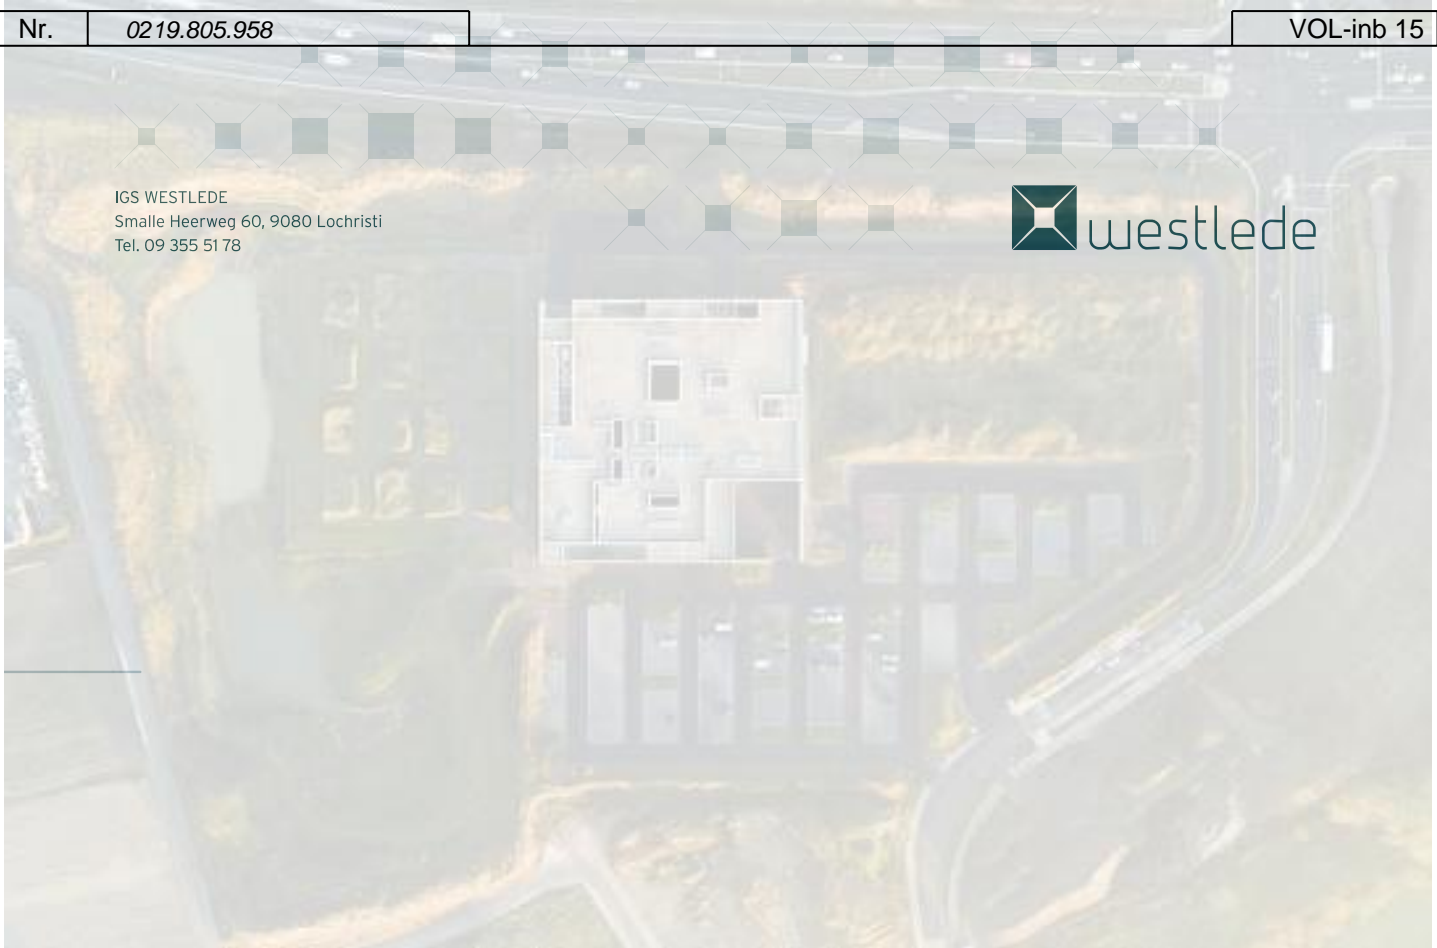 Nr. 0219.805.958 VOL-inb 15
IGS WESTLEDE
Smalle Heerweg 60, 9080 Lochristi
Tel. 09 355 51 78
westlede